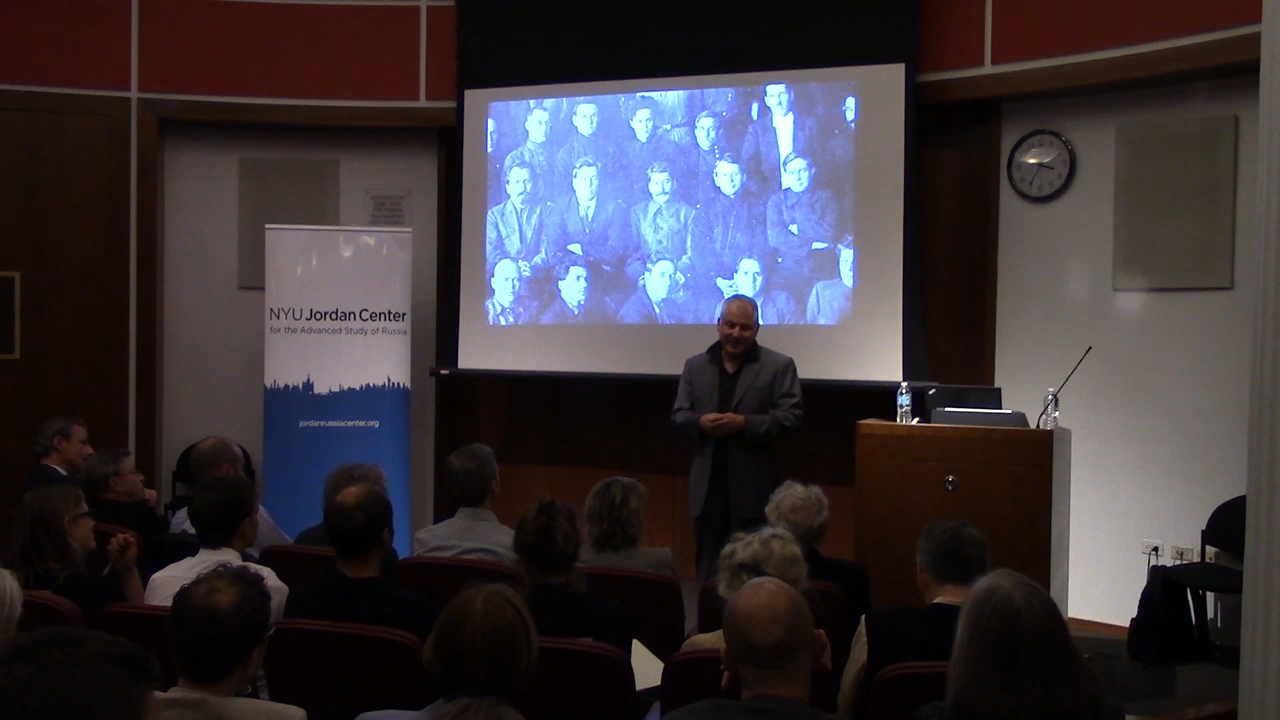 NYU Jordan Center
for the Advanced Study of Russia
jordanrussiacenter.org